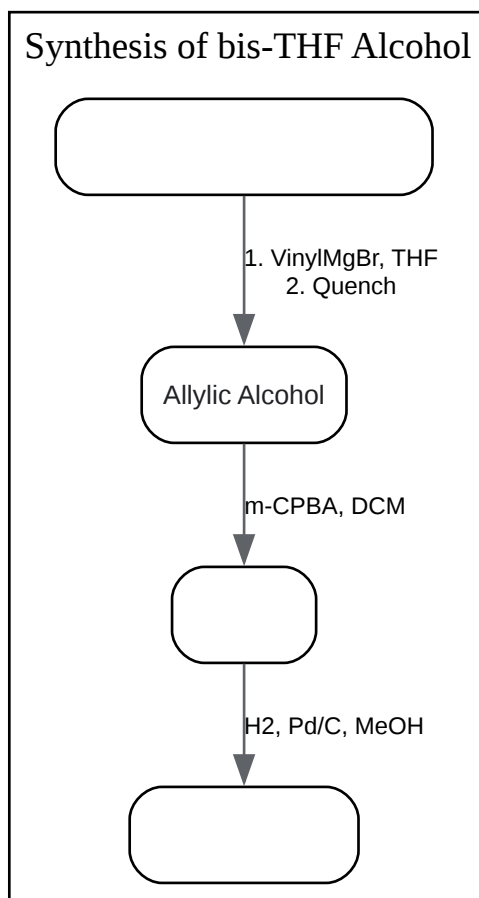 Synthesis of bis-THF Alcohol
1. VinylMgBr, THF
2. Quench
Allylic Alcohol
m-CPBA, DCM
H2, Pd/C, MeOH